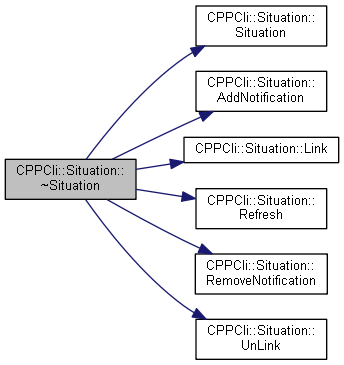 CPPCli::Situation::
Situation
CPPCli::Situation::
AddNotification
CPPCli::Situation::Link
CPPCli::Situation::
~Situation
CPPCli::Situation::
Refresh
CPPCli::Situation::
RemoveNotification
CPPCli::Situation::
UnLink